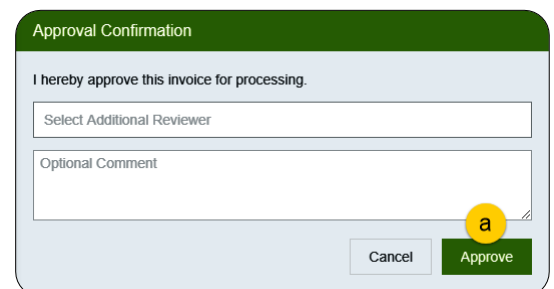 Approval Confirmation
I hereby approve this invoice for processing.
Select Additional Reviewer
Optional Comment
a
Cancel Approve